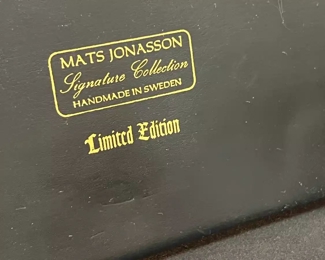 MATS JONASSON
Signature Collection
HANDMADE IN SWEDEN
Limited Edition